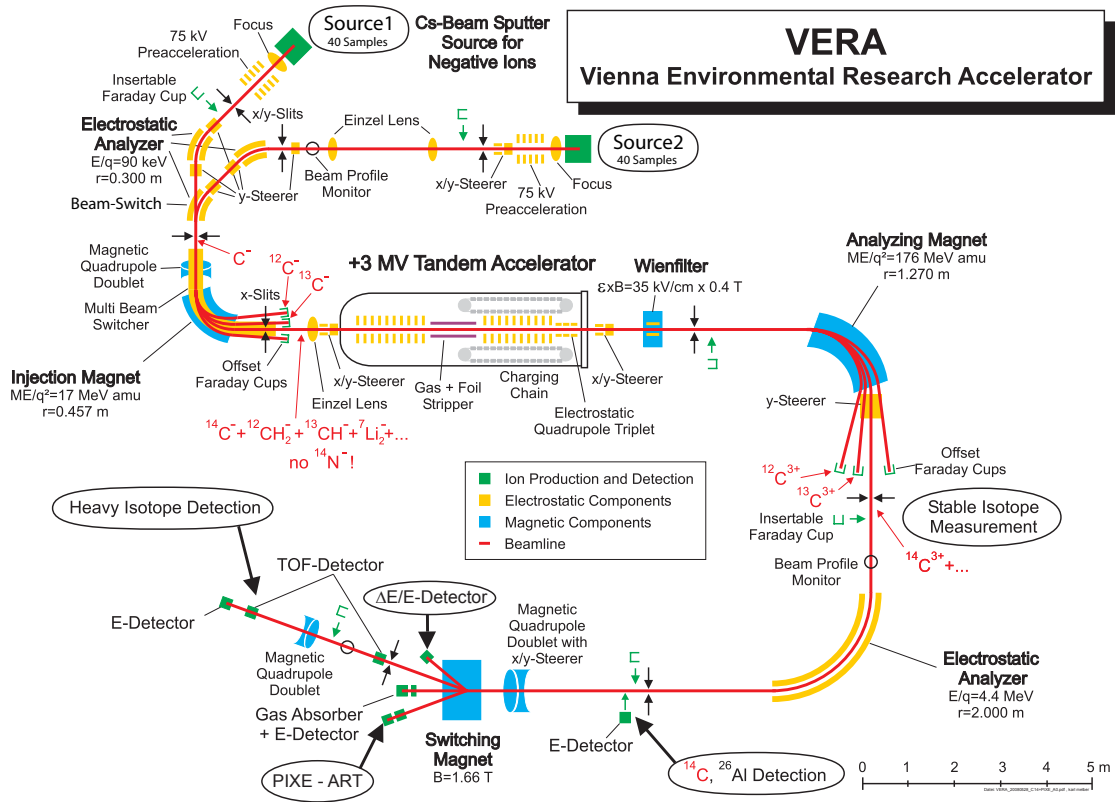 VERA
Vienna Environmental Research Accelerator
Source1
40 Samples
Cs-Beam Sputter
Source for
Negative Ions
Focus
75 kV
Preacceleration
Insertable
Faraday Cup
x/y-Slits
Electrostatic
Analyzer
E/q=90 keV
r=0.300 m
Beam-Switch
y-Steerer
Beam Profile
Monitor
Einzel Lens
x/y-Steerer
75 kV
Preacceleration
Focus
Source2
40 Samples
C⁻
Magnetic
Quadrupole
Doublet
Multi Beam
Switcher
x-Slits
¹²C⁻
¹³C⁻
Injection Magnet
ME/q²=17 MeV amu
r=0.457 m
Offset
Faraday Cups
x/y-Steerer
Einzel Lens
¹⁴C⁻+¹²CH₂⁻+¹³CH⁻+⁷Li₂⁻+...
no ¹⁴N⁻!
+3 MV Tandem Accelerator
Gas + Foil
Stripper
Charging
Chain
Electrostatic
Quadrupole Triplet
x/y-Steerer
Wienfilter
ExB=35 kV/cm x 0.4 T
Analyzing Magnet
ME/q²=176 MeV amu
r=1.270 m
y-Steerer
¹²C³⁺
¹³C³⁺
Offset
Faraday Cups
Insertable
Faraday Cup
Stable Isotope
Measurement
¹⁴C³⁺+...
Beam Profile
Monitor
Ion Production and Detection
Electrostatic Components
Magnetic Components
Beamline
Electrostatic
Analyzer
E/q=4.4 MeV
r=2.000 m
Heavy Isotope Detection
TOF-Detector
E-Detector
ΔE/E-Detector
Magnetic
Quadrupole
Doublet
Magnetic
Quadrupole
Doublet with
x/y-Steerer
Gas Absorber
+ E-Detector
PIXE - ART
Switching
Magnet
B=1.66 T
E-Detector
¹⁴C, ²⁶Al Detection
0 1 2 3 4 5 m